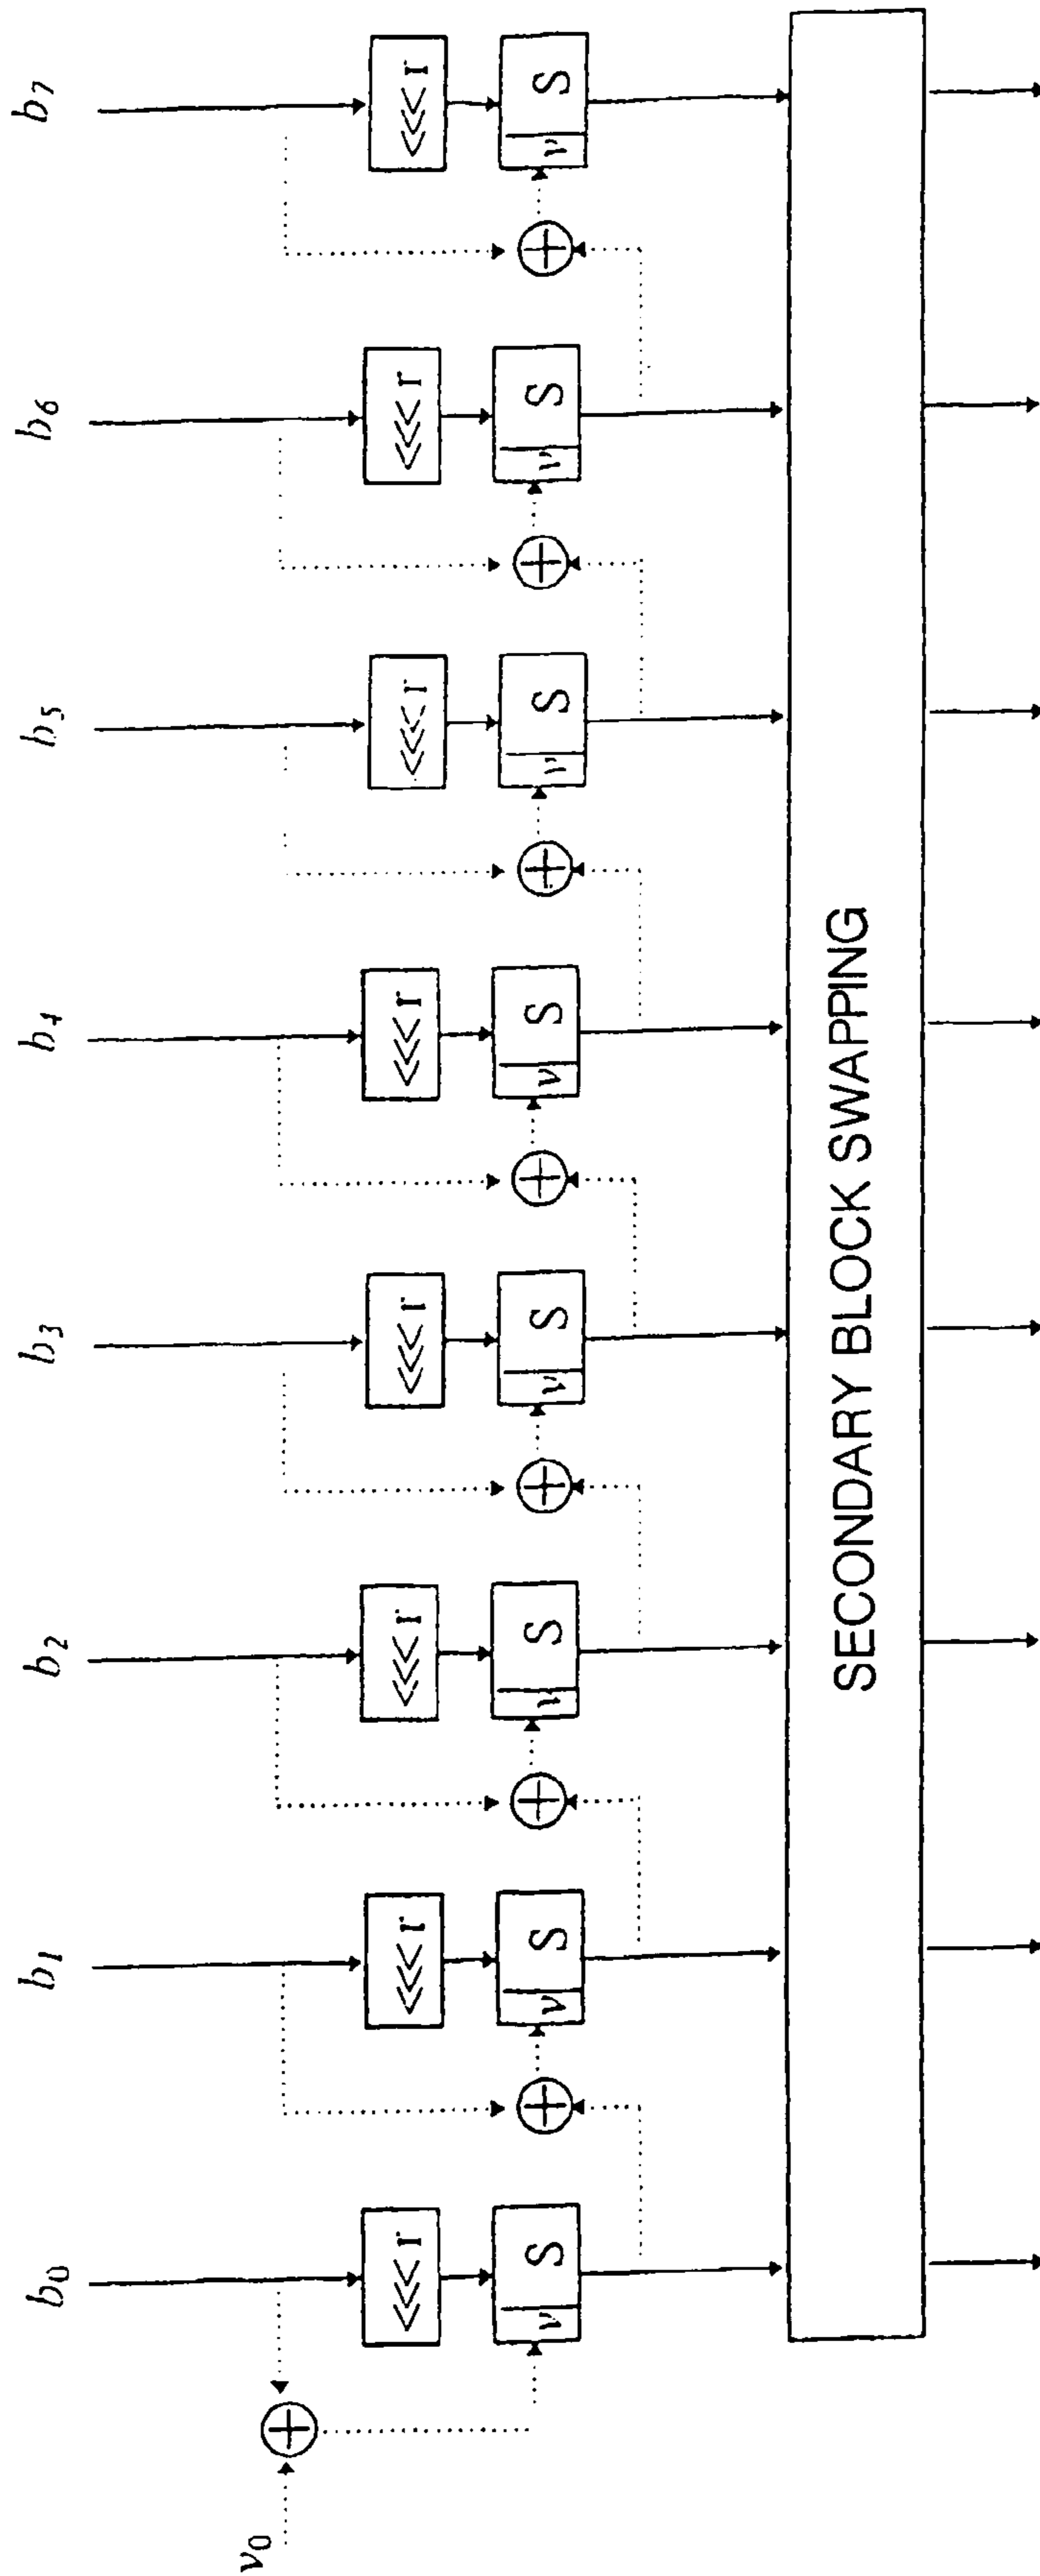 b0 b1 b2 b3 b4 b5 b6 b7
v0
<<<r <<<r <<<r <<<r <<<r <<<r <<<r <<<r
v S v S v S v S v S v S v S v S
SECONDARY BLOCK SWAPPING